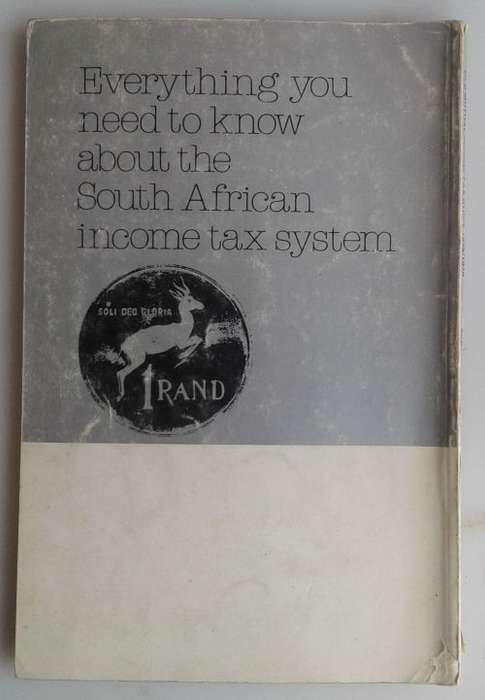 Everything you
need to know
about the
South African
income tax system
SOLI DEO GLORIA
1 RAND